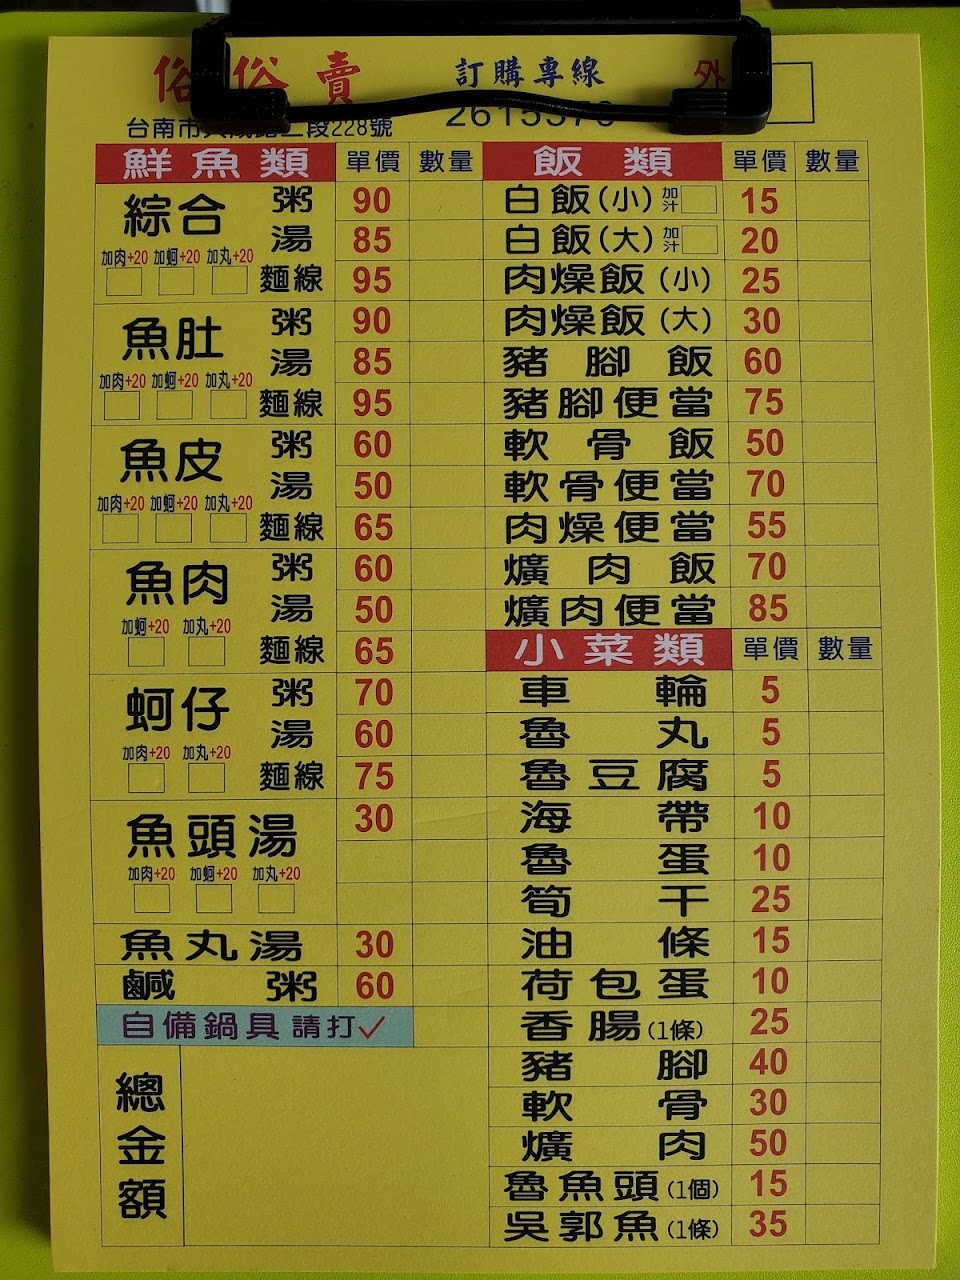 俗俗賣 訂購專線 外
台南市
228號
鮮魚類 單價 數量
綜合 粥 90
湯 85
麵線 95
加肉+20 加蚵+20 加丸+20
魚肚 粥 90
湯 85
麵線 95
加肉+20 加蚵+20 加丸+20
魚皮 粥 60
湯 50
麵線 65
加肉+20 加蚵+20 加丸+20
魚肉 粥 60
湯 50
麵線 65
加蚵+20 加丸+20
蚵仔 粥 70
湯 60
麵線 75
加肉+20 加丸+20
魚頭湯 30
加肉+20 加蚵+20 加丸+20
魚丸湯 30
鹹粥 60
自備鍋具請打✓
總金額
飯類 單價 數量
白飯(小) 加汁 15
白飯(大) 加汁 20
肉燥飯(小) 25
肉燥飯(大) 30
豬腳飯 60
豬腳便當 75
軟骨飯 50
軟骨便當 70
肉燥便當 55
爌肉飯 70
爌肉便當 85
小菜類 單價 數量
車輪 5
魯丸 5
魯豆腐 5
海帶 10
魯蛋 10
筍干 25
油條 15
荷包蛋 10
香腸(1條) 25
豬腳 40
軟骨 30
爌肉 50
魯魚頭(1個) 15
吳郭魚(1條) 35